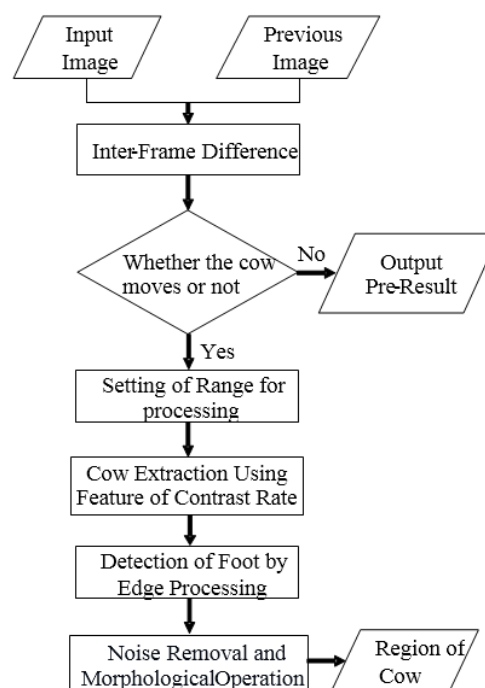 Input
Image
Previous
Image
Inter-Frame Difference
Whether the cow
moves or not
No
Output
Pre-Result
Yes
Setting of Range for
processing
Cow Extraction Using
Feature of Contrast Rate
Detection of Foot by
Edge Processing
Noise Removal and
MorphologicalOperation
Region of
Cow